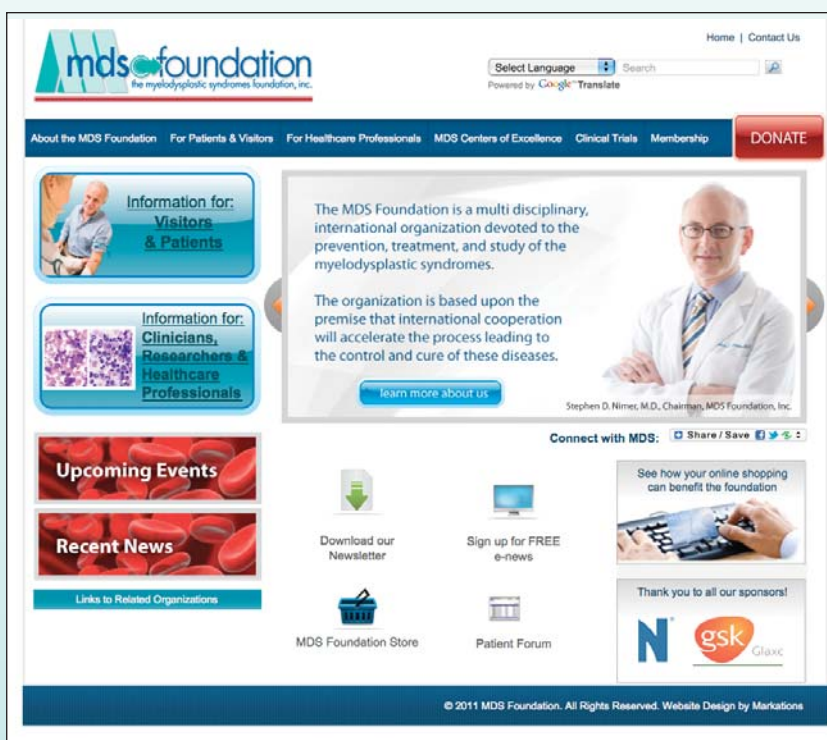 Home | Contact Us
mds foundation
the myelodysplastic syndromes foundation, inc.
Select Language
Search
Powered by Google™ Translate
About the MDS Foundation
For Patients & Visitors
For Healthcare Professionals
MDS Centers of Excellence
Clinical Trials
Membership
DONATE
Information for:
Visitors
& Patients
Information for:
Clinicians,
Researchers &
Healthcare
Professionals
The MDS Foundation is a multi disciplinary,
international organization devoted to the
prevention, treatment, and study of the
myelodysplastic syndromes.
The organization is based upon the
premise that international cooperation
will accelerate the process leading to
the control and cure of these diseases.
learn more about us
Stephen D. Nimer, M.D., Chairman, MDS Foundation, Inc.
Connect with MDS:
Share / Save
Upcoming Events
Recent News
Links to Related Organizations
Download our
Newsletter
Sign up for FREE
e-news
MDS Foundation Store
Patient Forum
See how your online shopping
can benefit the foundation
Thank you to all our sponsors!
N
gsk
Glaxc
© 2011 MDS Foundation. All Rights Reserved. Website Design by Markations